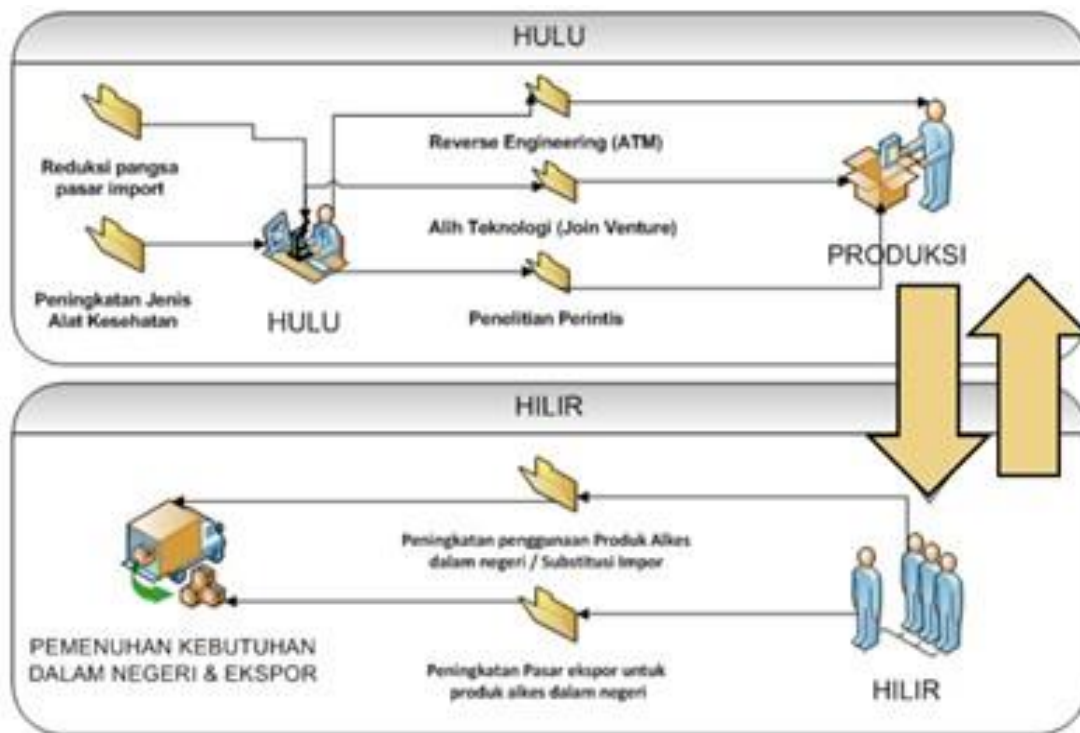 HULU
Reduksi pangsa
pasar import
Peningkatan Jenis
Alat Kesehatan
HULU
Reverse Engineering (ATM)
Alih Teknologi (Join Venture)
Penelitian Perintis
PRODUKSI
HILIR
Peningkatan penggunaan Produk Alkes
dalam negeri / Substitusi Impor
Peningkatan Pasar ekspor untuk
produk alkes dalam negeri
PEMENUHAN KEBUTUHAN
DALAM NEGERI & EKSPOR
HILIR